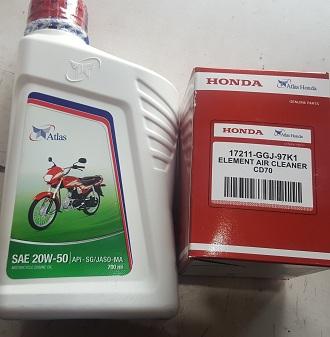 Atlas
SAE 20W-50
API - SG/JASO-MA
MOTORCYCLE ENGINE OIL
700 ml
HONDA
Atlas Honda
GENUINE PARTS
17211-GGJ-97K1
ELEMENT AIR CLEANER
CD70
HONDA
Atlas Honda